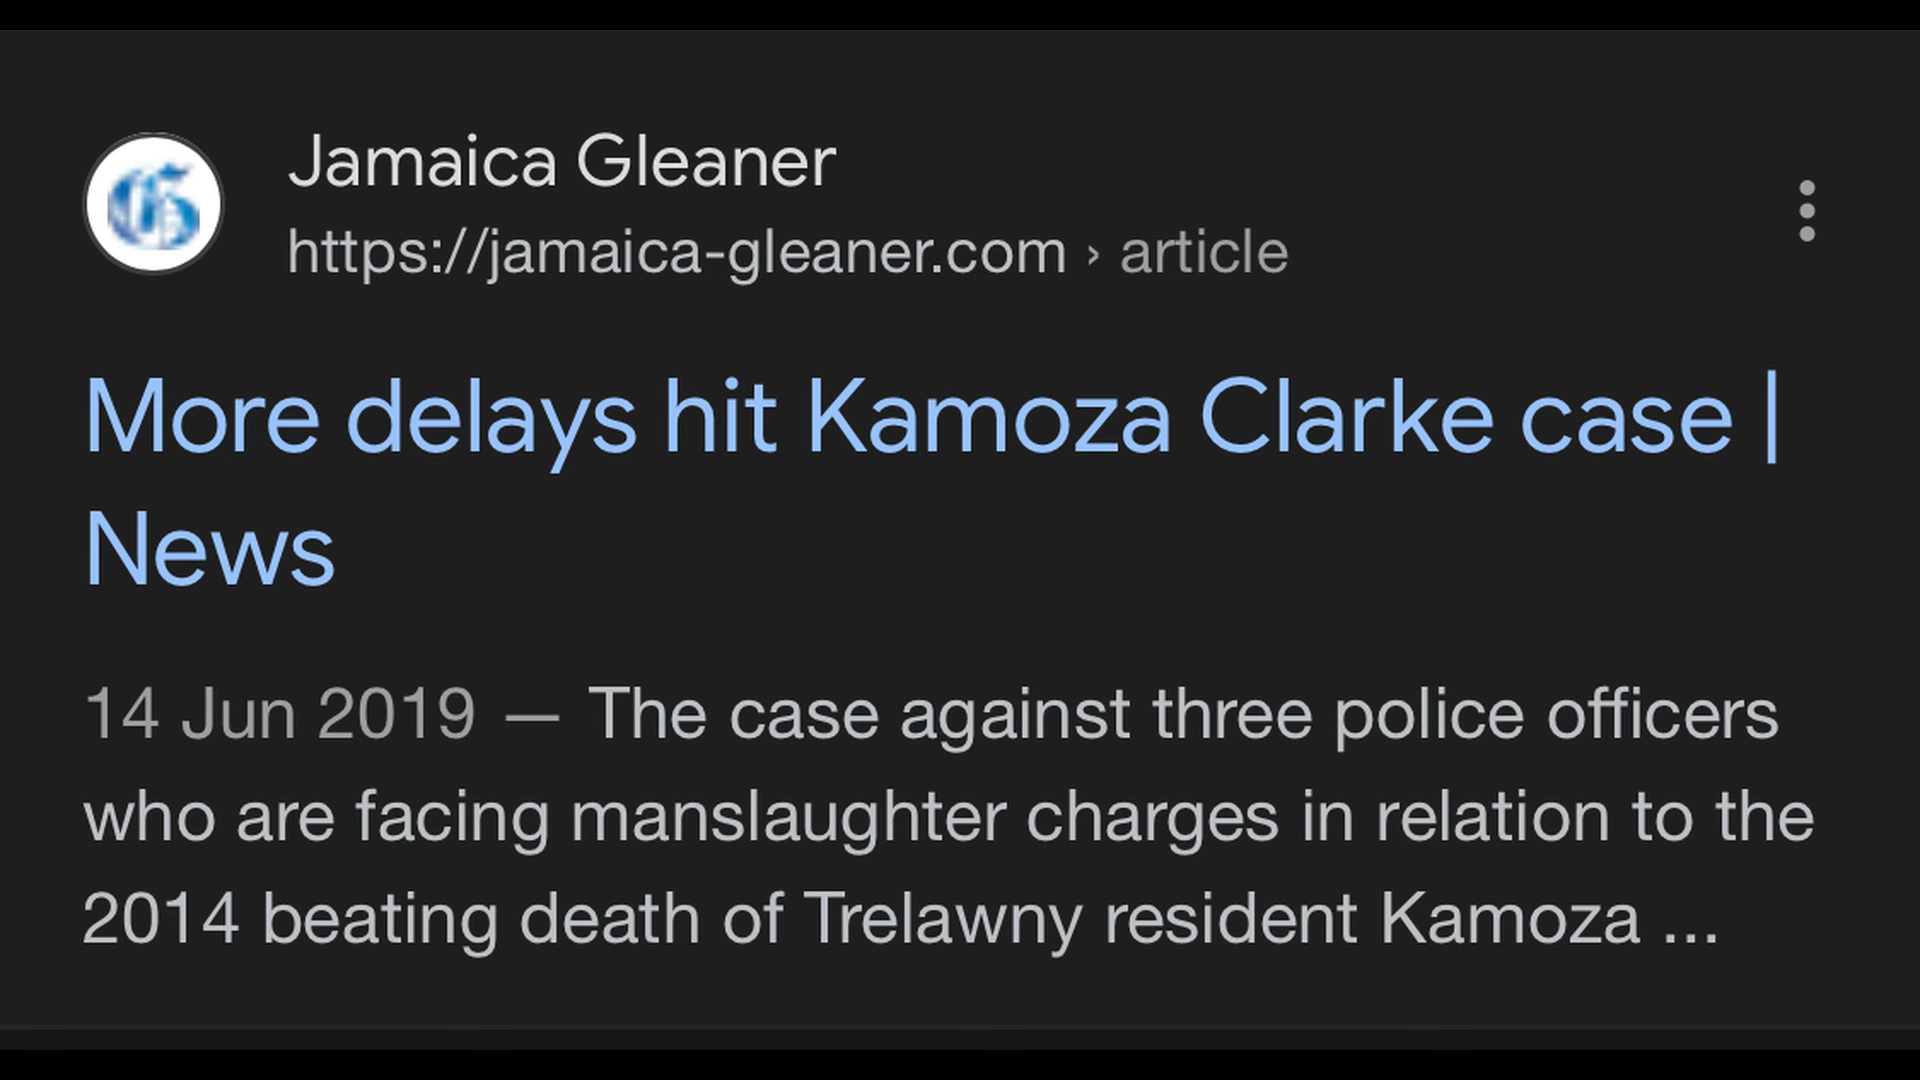 Jamaica Gleaner
https://jamaica-gleaner.com › article
More delays hit Kamoza Clarke case |
News
14 Jun 2019 — The case against three police officers
who are facing manslaughter charges in relation to the
2014 beating death of Trelawny resident Kamoza ...